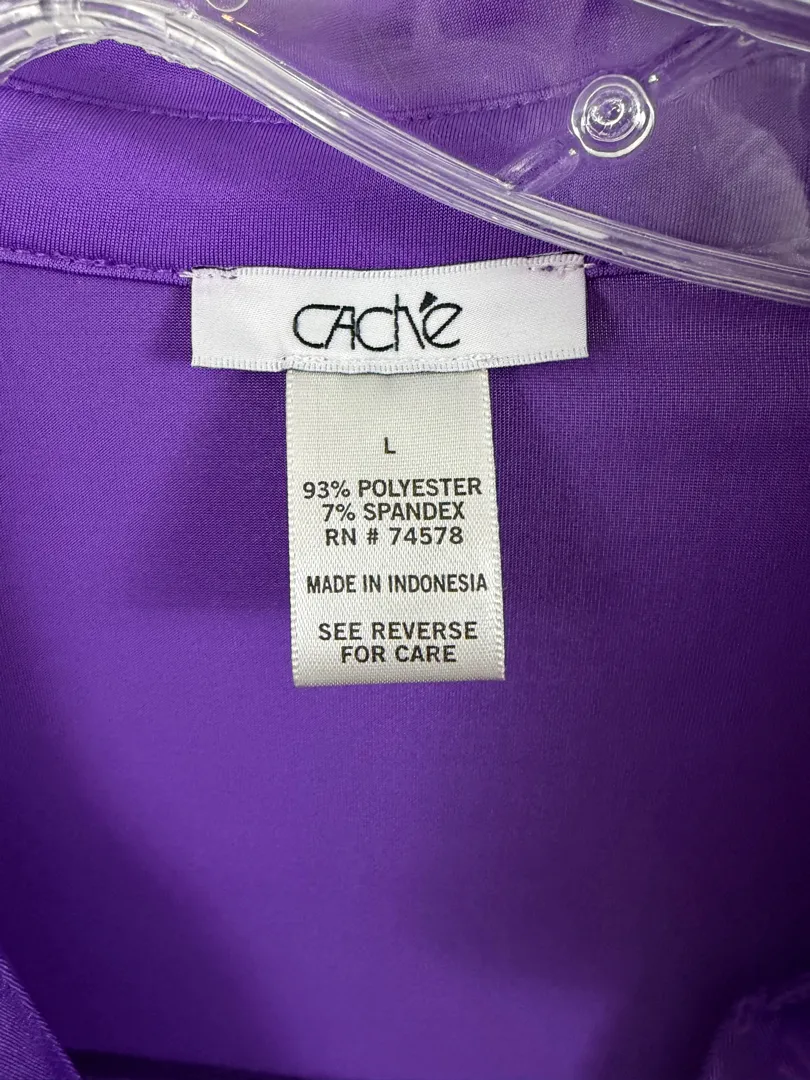 CACHÉ
L
93% POLYESTER
7% SPANDEX
RN # 74578
MADE IN INDONESIA
SEE REVERSE
FOR CARE